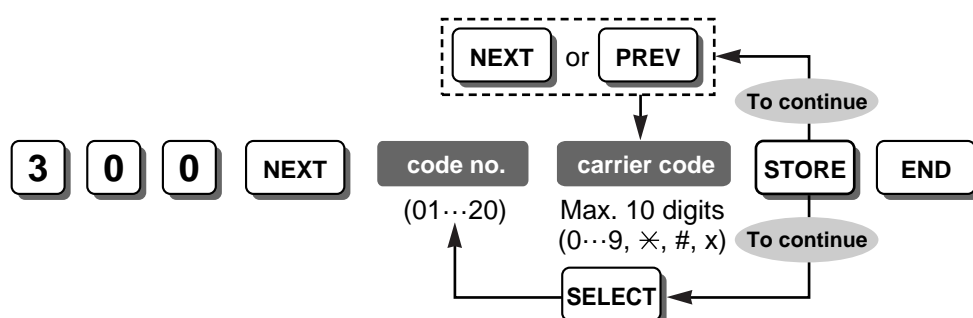 NEXT or PREV
To continue
3 0 0 NEXT code no. carrier code STORE END
(01···20) Max. 10 digits
(0···9, ✳, #, x) To continue
SELECT